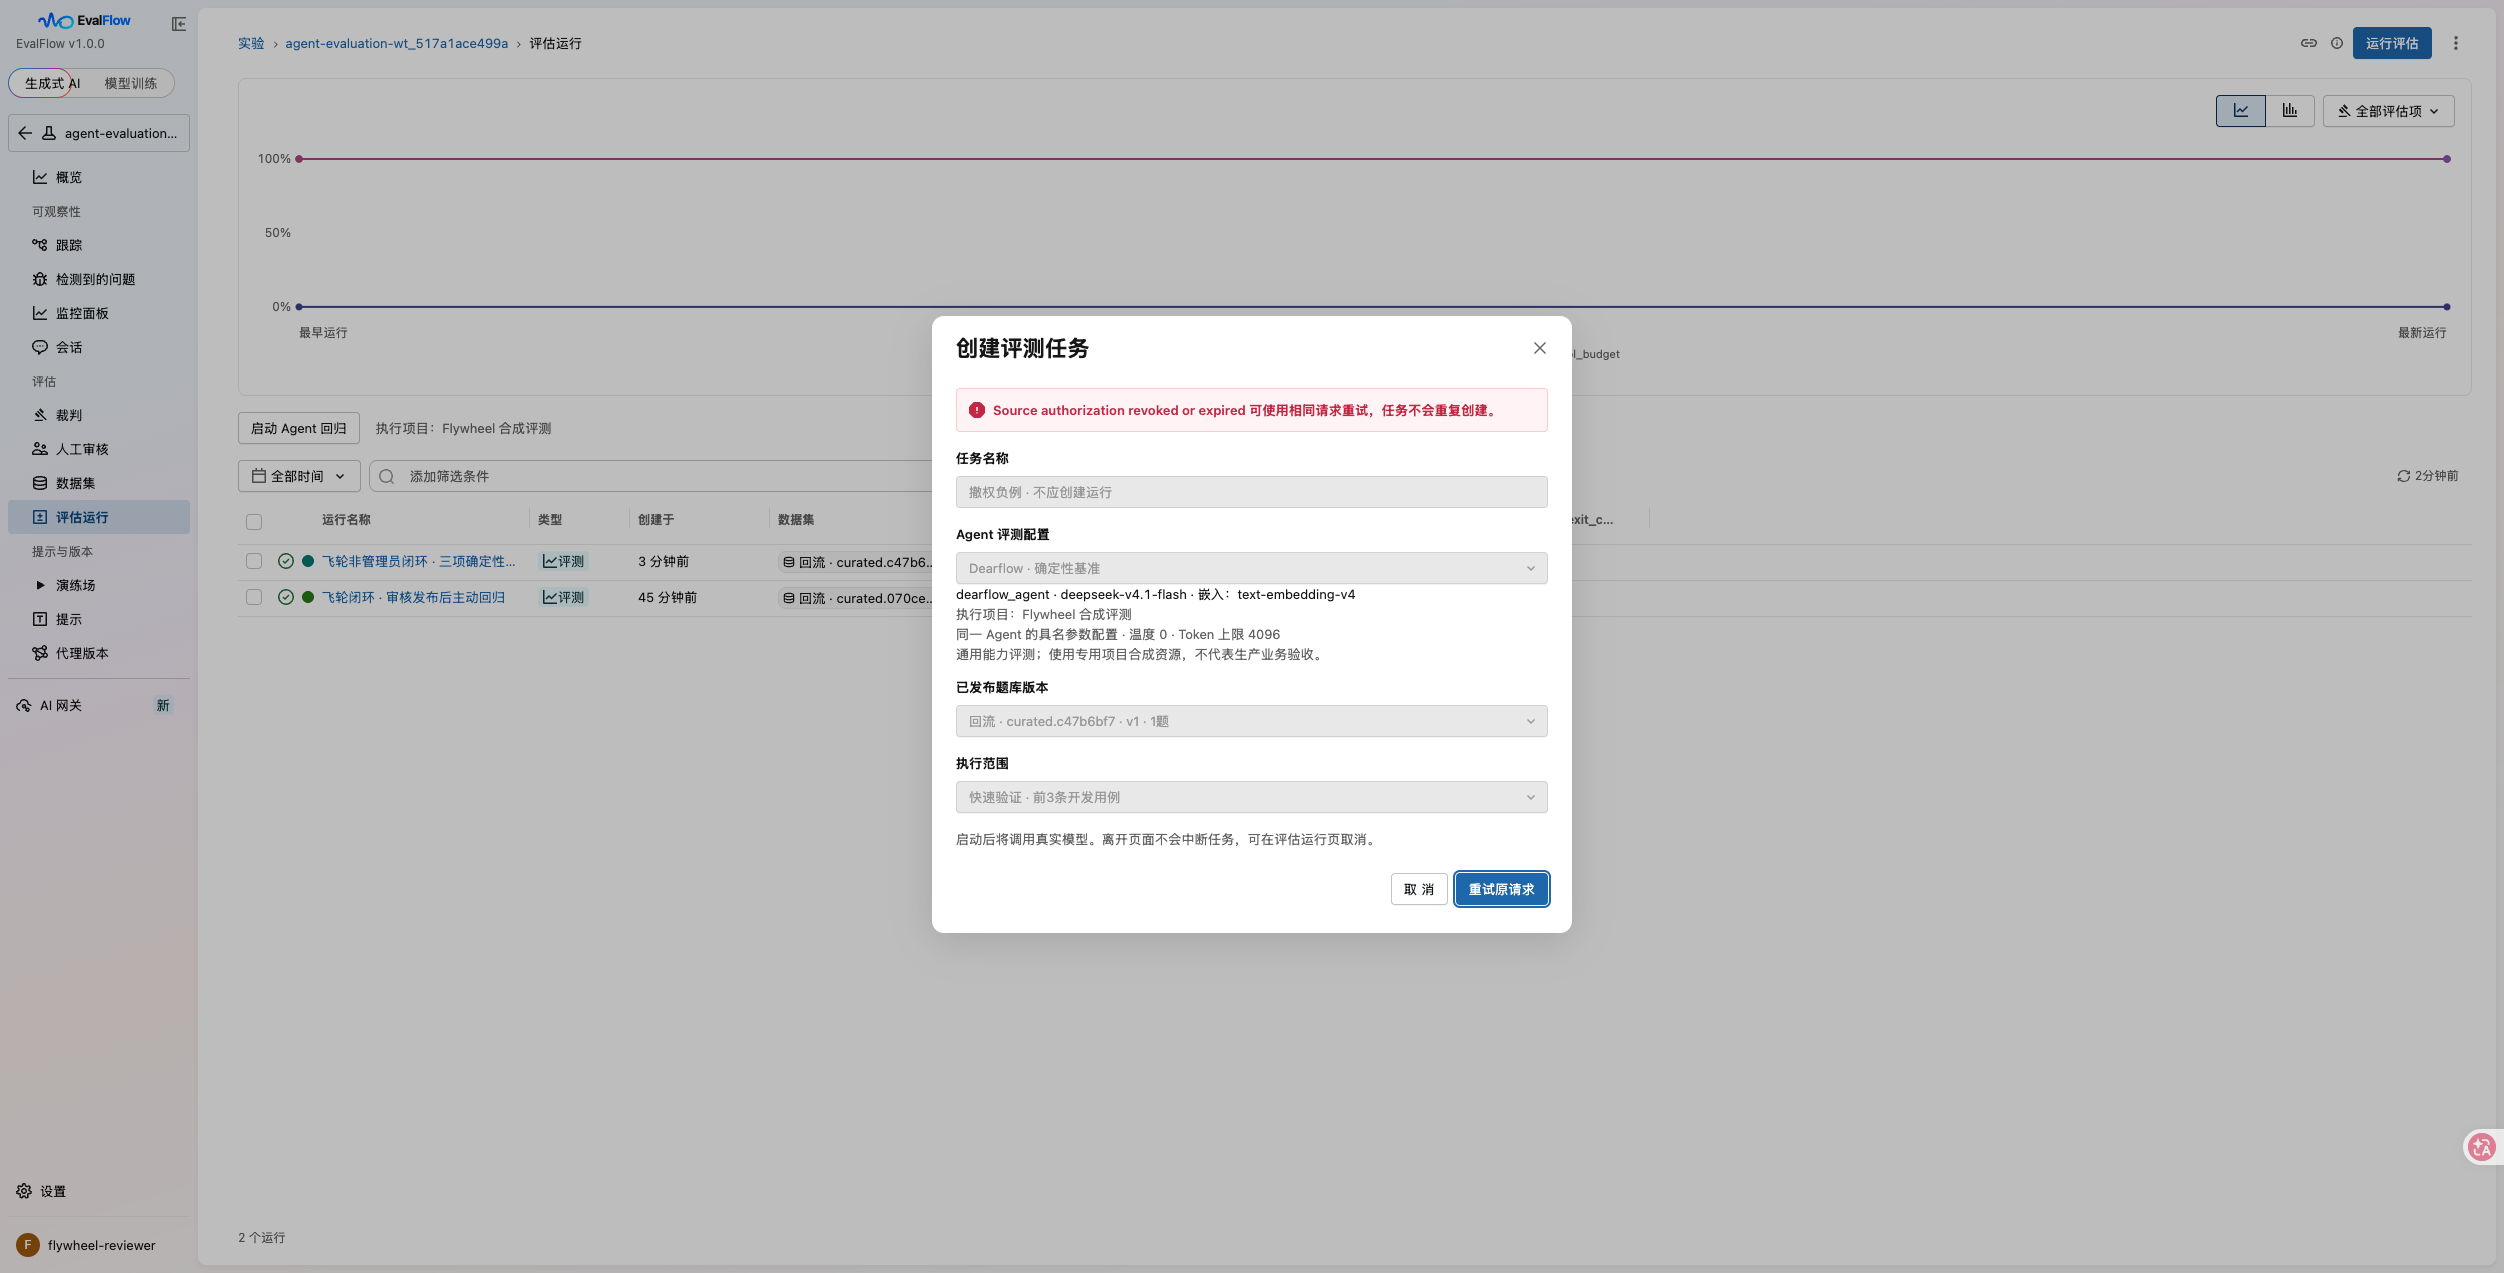 EvalFlow
EvalFlow v1.0.0
生成式 AI
模型训练
agent-evaluation...
概览
可观察性
跟踪
检测到的问题
监控面板
会话
评估
裁判
人工审核
数据集
评估运行
提示与版本
演练场
提示
代理版本
AI 网关
新
设置
F
flywheel-reviewer
实验 › agent-evaluation-wt_517a1ace499a › 评估运行
运行评估
全部评估项
100%
50%
0%
最早运行
最新运行
ol_budget
启动 Agent 回归
执行项目：Flywheel 合成评测
全部时间
添加筛选条件
2分钟前
运行名称
类型
创建于
数据集
exit_c...
飞轮非管理员闭环 · 三项确定性...
评测
3 分钟前
回流 · curated.c47b6...
飞轮闭环 · 审核发布后主动回归
评测
45 分钟前
回流 · curated.070ce...
2 个运行
创建评测任务
Source authorization revoked or expired 可使用相同请求重试，任务不会重复创建。
任务名称
撤权负例 · 不应创建运行
Agent 评测配置
Dearflow · 确定性基准
dearflow_agent · deepseek-v4.1-flash · 嵌入：text-embedding-v4
执行项目：Flywheel 合成评测
同一 Agent 的具名参数配置 · 温度 0 · Token 上限 4096
通用能力评测；使用专用项目合成资源，不代表生产业务验收。
已发布题库版本
回流 · curated.c47b6bf7 · v1 · 1题
执行范围
快速验证 · 前3条开发用例
启动后将调用真实模型。离开页面不会中断任务，可在评估运行页取消。
取 消
重试原请求